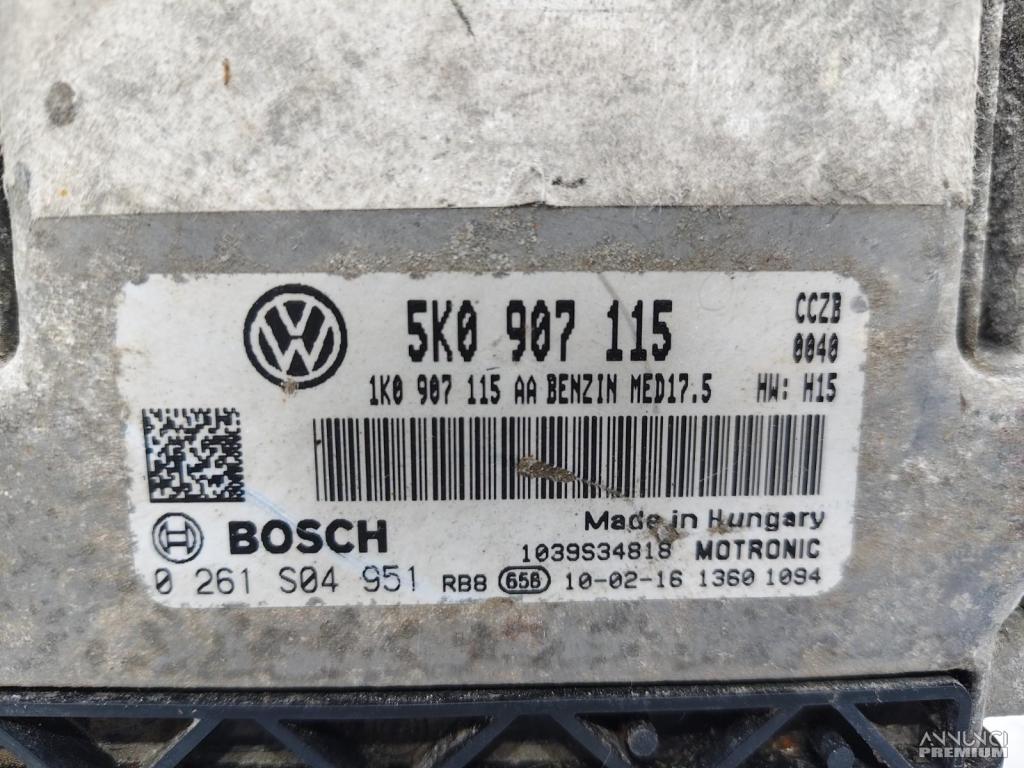 5K0 907 115
CCZB
0040
1K0 907 115 AA BENZIN MED17.5 HW: H15
Made in Hungary
BOSCH
1039S34818 MOTRONIC
0 261 S04 951 RB8 656 10-02-16 1360 1094
ANNUNCI
PREMIUM